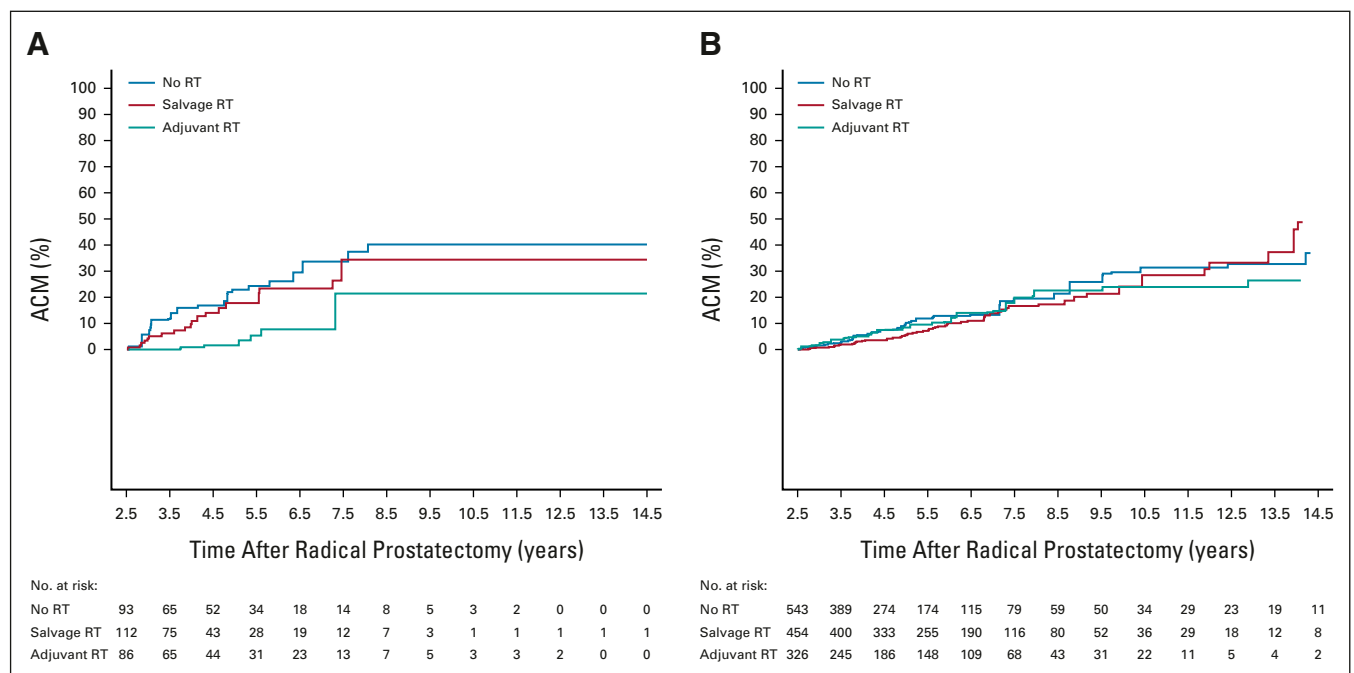 A
No RT
Salvage RT
Adjuvant RT
100
90
80
70
60
50
40
30
20
10
0
ACM (%)
2.5 3.5 4.5 5.5 6.5 7.5 8.5 9.5 10.5 11.5 12.5 13.5 14.5
Time After Radical Prostatectomy (years)
No. at risk:
No RT 93 65 52 34 18 14 8 5 3 2 0 0 0
Salvage RT 112 75 43 28 19 12 7 3 1 1 1 1 1
Adjuvant RT 86 65 44 31 23 13 7 5 3 3 2 0 0
B
No RT
Salvage RT
Adjuvant RT
100
90
80
70
60
50
40
30
20
10
0
ACM (%)
2.5 3.5 4.5 5.5 6.5 7.5 8.5 9.5 10.5 11.5 12.5 13.5 14.5
Time After Radical Prostatectomy (years)
No. at risk:
No RT 543 389 274 174 115 79 59 50 34 29 23 19 11
Salvage RT 454 400 333 255 190 116 80 52 36 29 18 12 8
Adjuvant RT 326 245 186 148 109 68 43 31 22 11 5 4 2